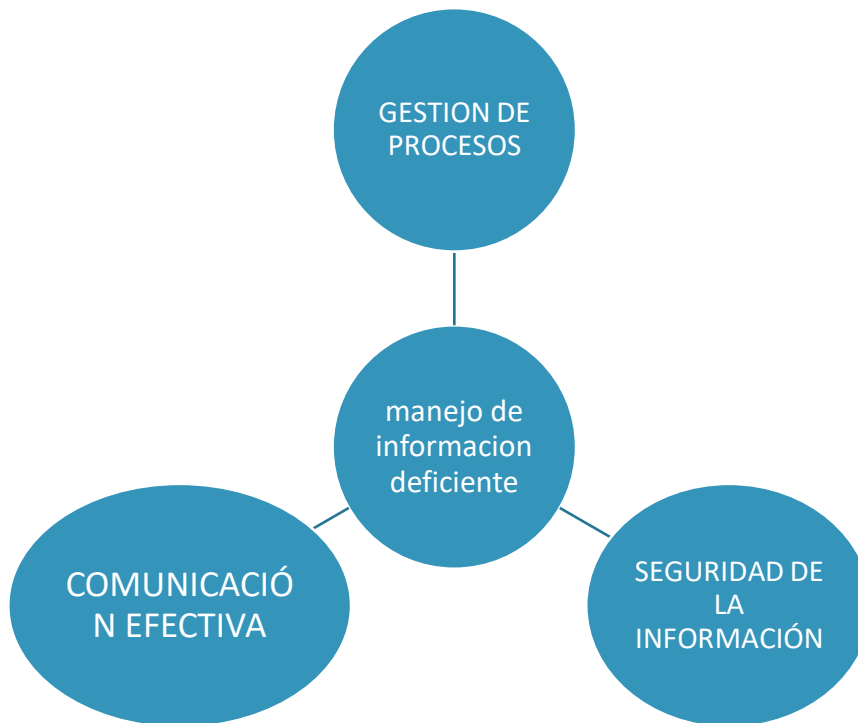 GESTION DE
PROCESOS
manejo de
informacion
deficiente
COMUNICACIÓ
N EFECTIVA
SEGURIDAD DE
LA
INFORMACIÓN